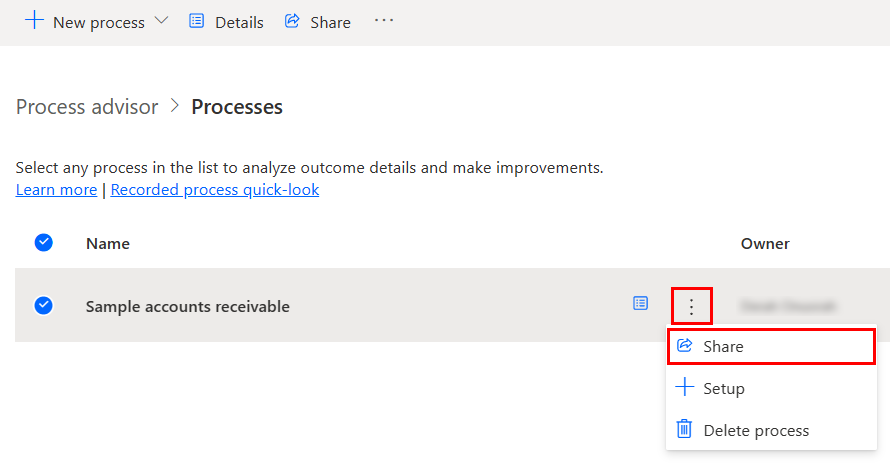 New process Details Share ...
Process advisor > Processes
Select any process in the list to analyze outcome details and make improvements.
Learn more | Recorded process quick-look
Name Owner
Sample accounts receivable
Share
Setup
Delete process